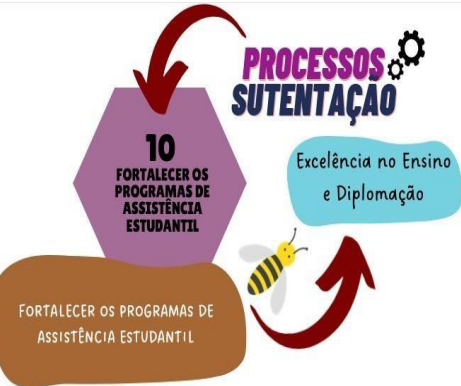 PROCESSOS
SUTENTAÇÃO
10
FORTALECER OS
PROGRAMAS DE
ASSISTÊNCIA
ESTUDANTIL
Excelência no Ensino
e Diplomação
FORTALECER OS PROGRAMAS DE
ASSISTÊNCIA ESTUDANTIL